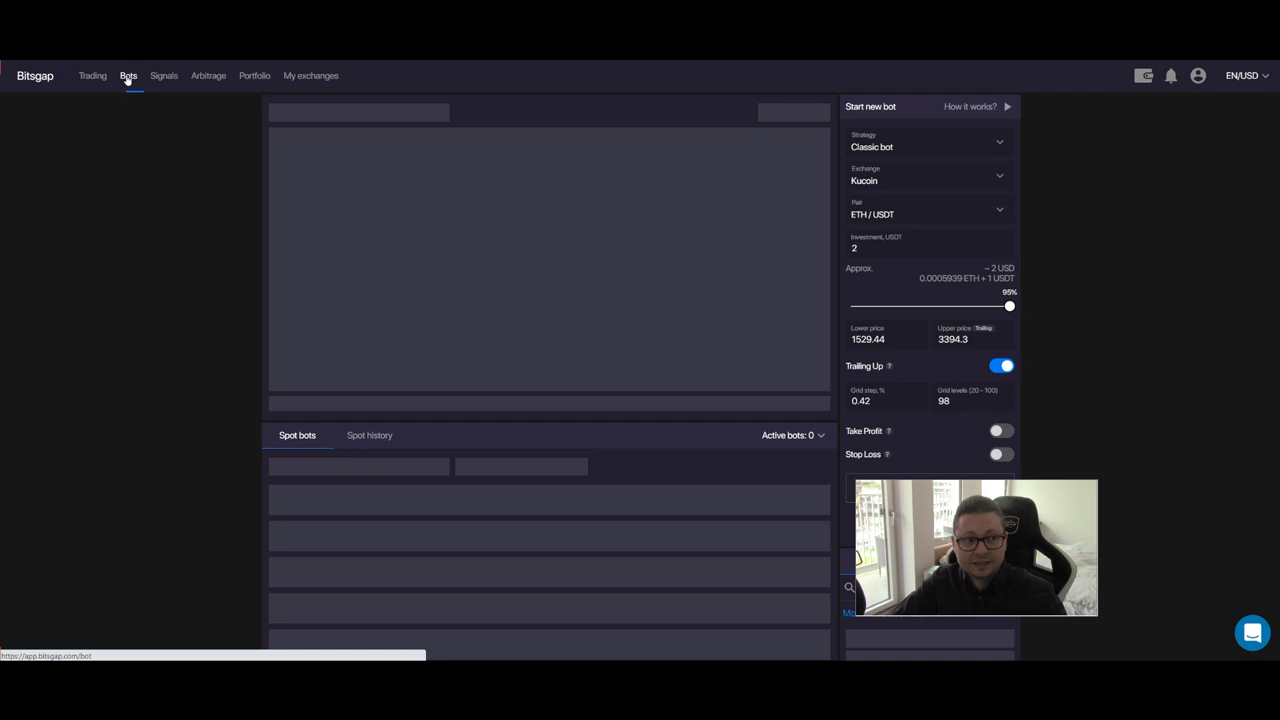 Bitsgap Trading Bots Signals Arbitrage Portfolio My exchanges EN/USD
Start new bot How it works?
Strategy
Classic bot
Exchange
Kucoin
Pair
ETH / USDT
Investment, USDT
2
Approx. ~ 2 USD
0.0005939 ETH + 1 USDT
95%
Lower price Upper price Trailing
1529.44 3394.3
Trailing Up ?
Grid step, % Grid levels (20 - 100)
0.42 98
Take Profit ?
Stop Loss ?
Spot bots Spot history Active bots: 0
https://app.bitsgap.com/bot